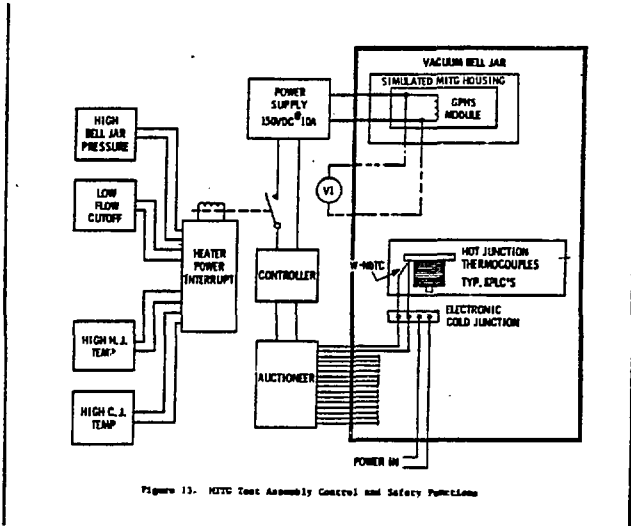 VACUUM BELL JAR
SIMULATED MITG HOUSING
GPHS
MODULE
POWER
SUPPLY
150VDC @ 10A
HIGH
BELL JAR
PRESSURE
LOW
FLOW
CUTOFF
V1
HEATER
POWER
INTERRUPT
CONTROLLER
HOT JUNCTION
THERMOCOUPLES
TYP. 8PLC'S
ELECTRONIC
COLD JUNCTION
HIGH H. J.
TEMP
AUCTIONEER
HIGH C. J.
TEMP
POWER IN
Figure 13. MITG Test Assembly Control and Safety Functions